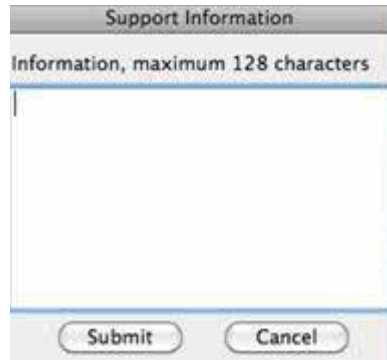 Support Information
Information, maximum 128 characters
Submit Cancel